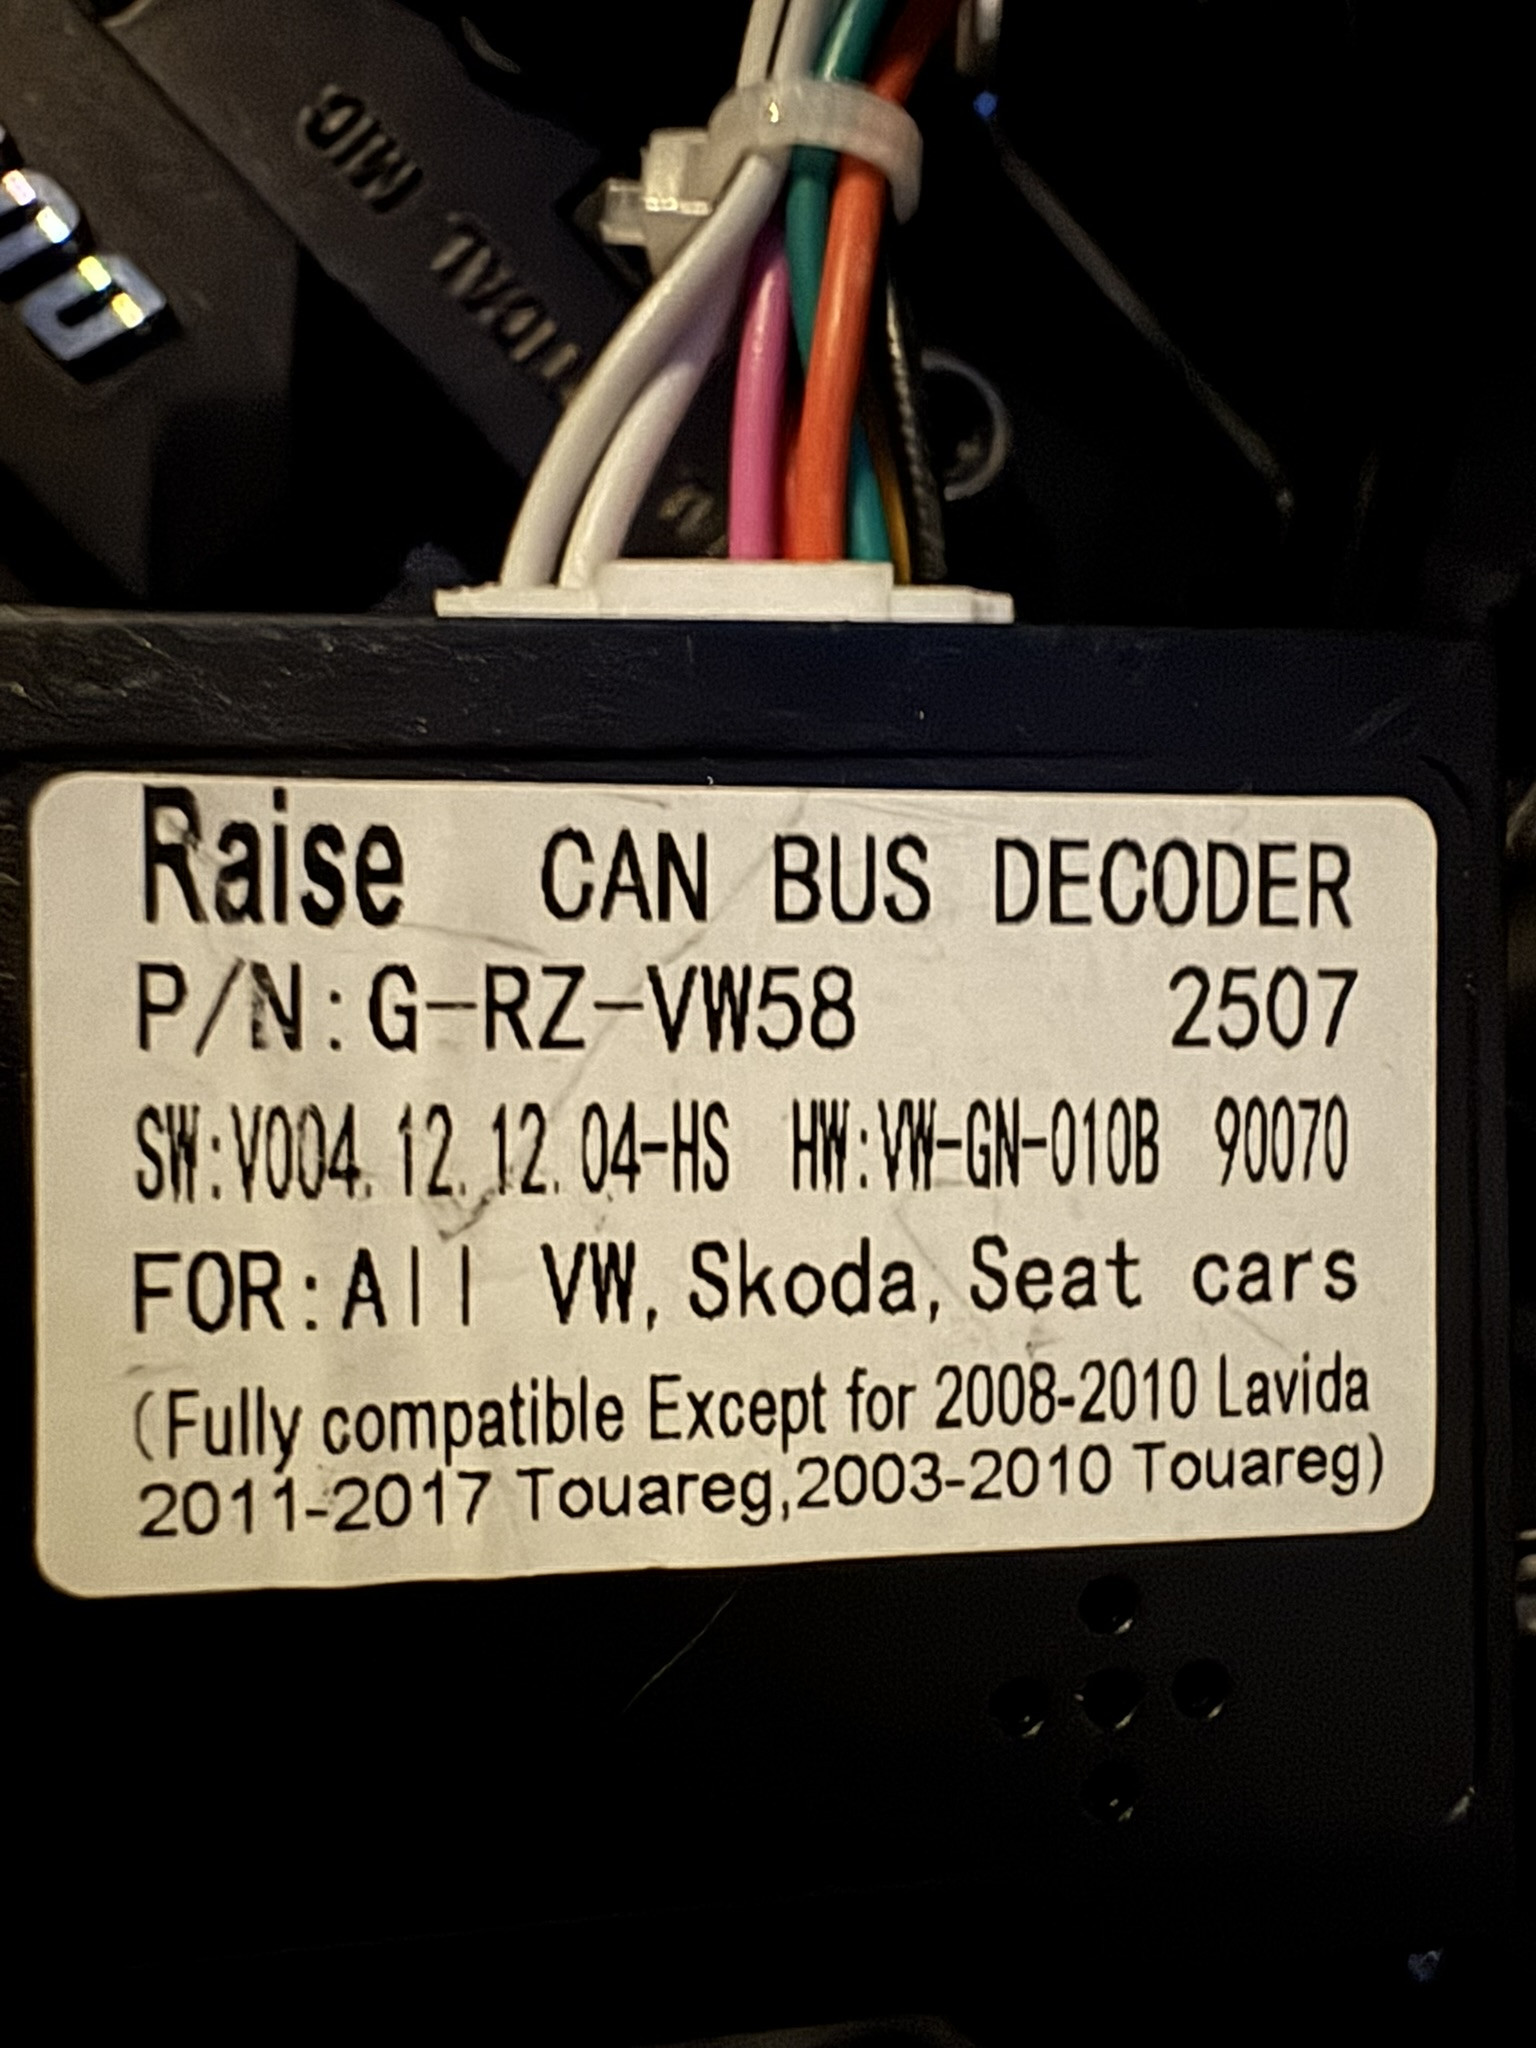 Raise CAN BUS DECODER
P/N:G-RZ-VW58 2507
SW:V004.12.12.04-HS HW:VW-GN-010B 90070
FOR:All VW,Skoda,Seat cars
(Fully compatible Except for 2008-2010 Lavida
2011-2017 Touareg,2003-2010 Touareg)